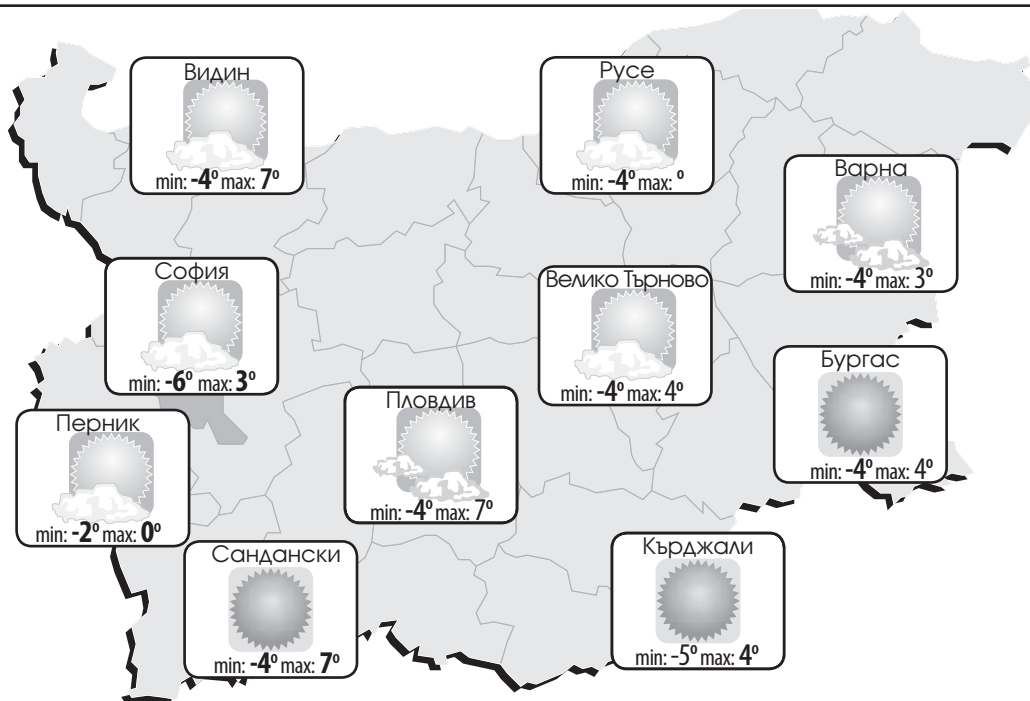 Видин
min: -4° max: 7°
Русе
min: -4° max: °
Варна
min: -4° max: 3°
София
min: -6° max: 3°
Велико Търново
min: -4° max: 4°
Бургас
min: -4° max: 4°
Пловдив
min: -4° max: 7°
Перник
min: -2° max: 0°
Сандански
min: -4° max: 7°
Кърджали
min: -5° max: 4°